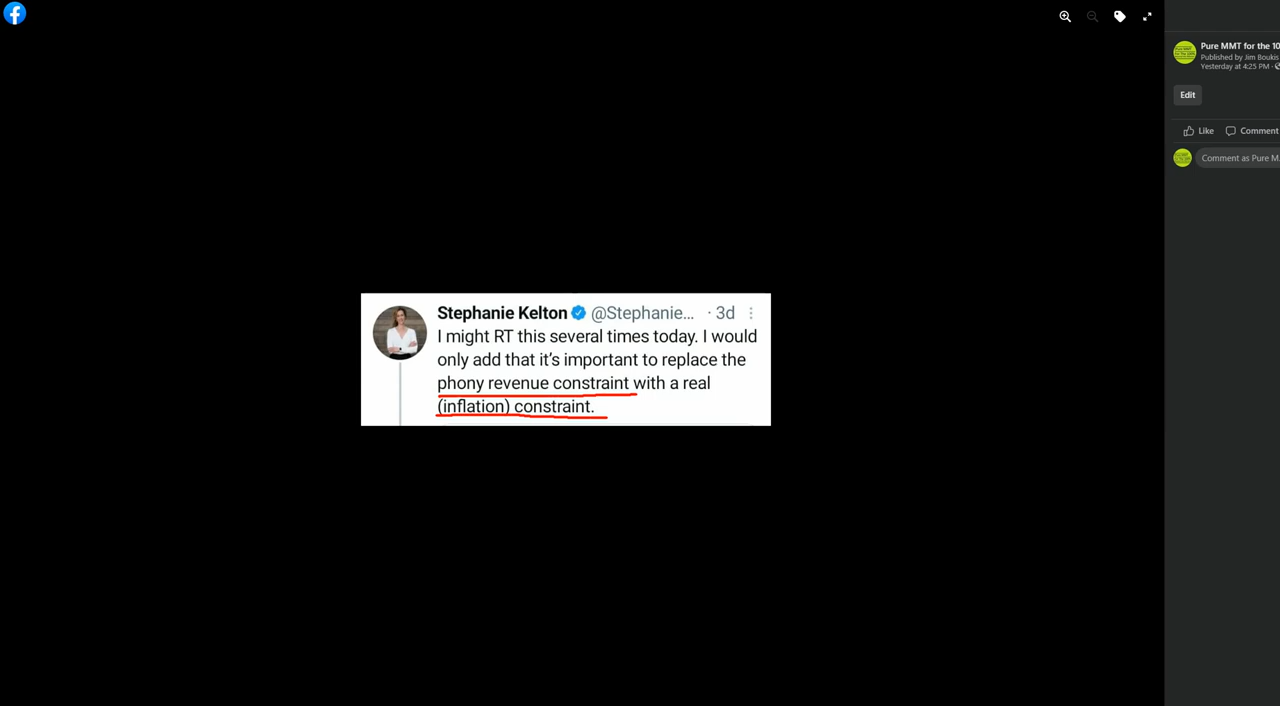 Stephanie Kelton @Stephanie... · 3d
I might RT this several times today. I would
only add that it's important to replace the
phony revenue constraint with a real
(inflation) constraint.
Pure MMT for the 10
Published by Jim Boukis
Yesterday at 4:25 PM ·
Edit
Like Comment
Comment as Pure M